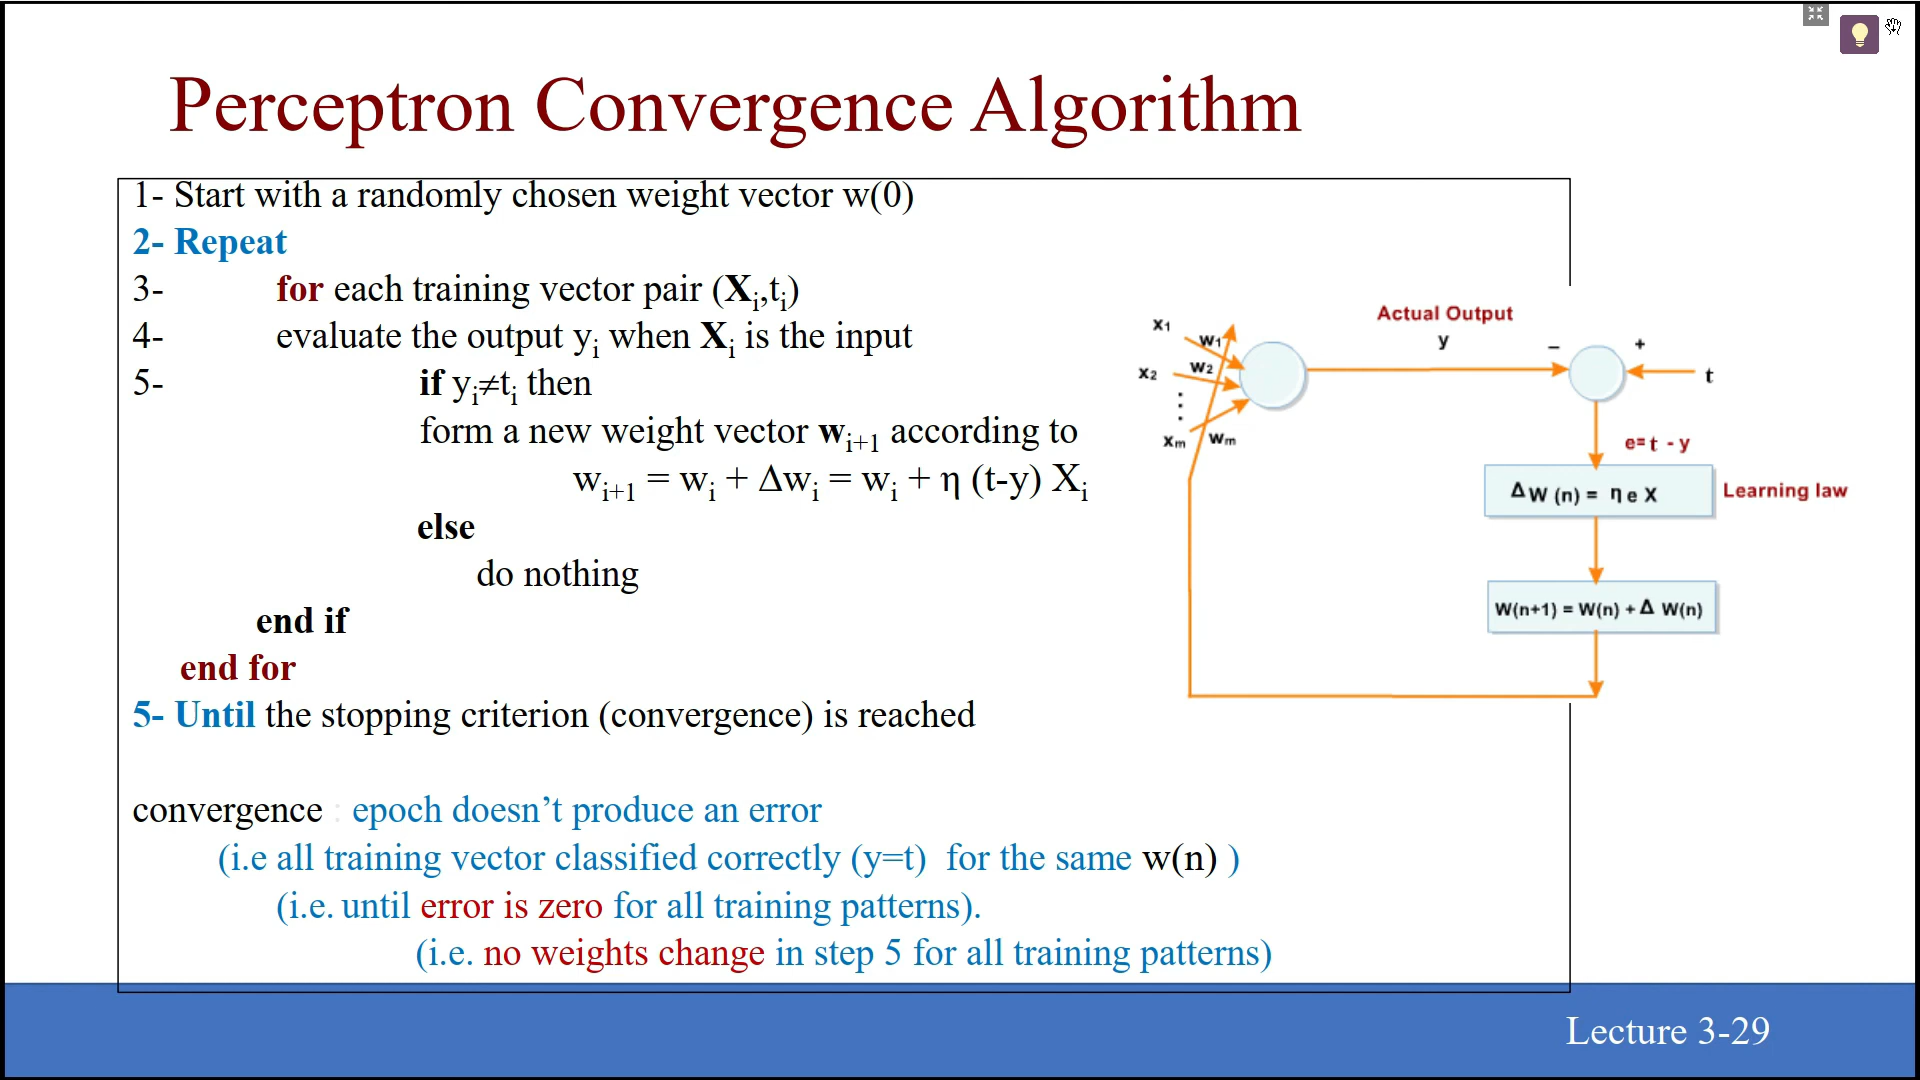 Perceptron Convergence Algorithm
1- Start with a randomly chosen weight vector w(0)
2- Repeat
3- for each training vector pair (Xi,ti)
4- evaluate the output yi when Xi is the input
5- if yi≠ti then
form a new weight vector wi+1 according to
wi+1 = wi + Δwi = wi + η (t-y) Xi
else
do nothing
end if
end for
5- Until the stopping criterion (convergence) is reached
convergence : epoch doesn’t produce an error
(i.e all training vector classified correctly (y=t) for the same w(n) )
(i.e. until error is zero for all training patterns).
(i.e. no weights change in step 5 for all training patterns)
x1
w1
x2
w2
xm
wm
Actual Output
y
− +
t
e= t - y
Δ W (n) = η e X
Learning law
W(n+1) = W(n) + Δ W(n)
Lecture 3-29